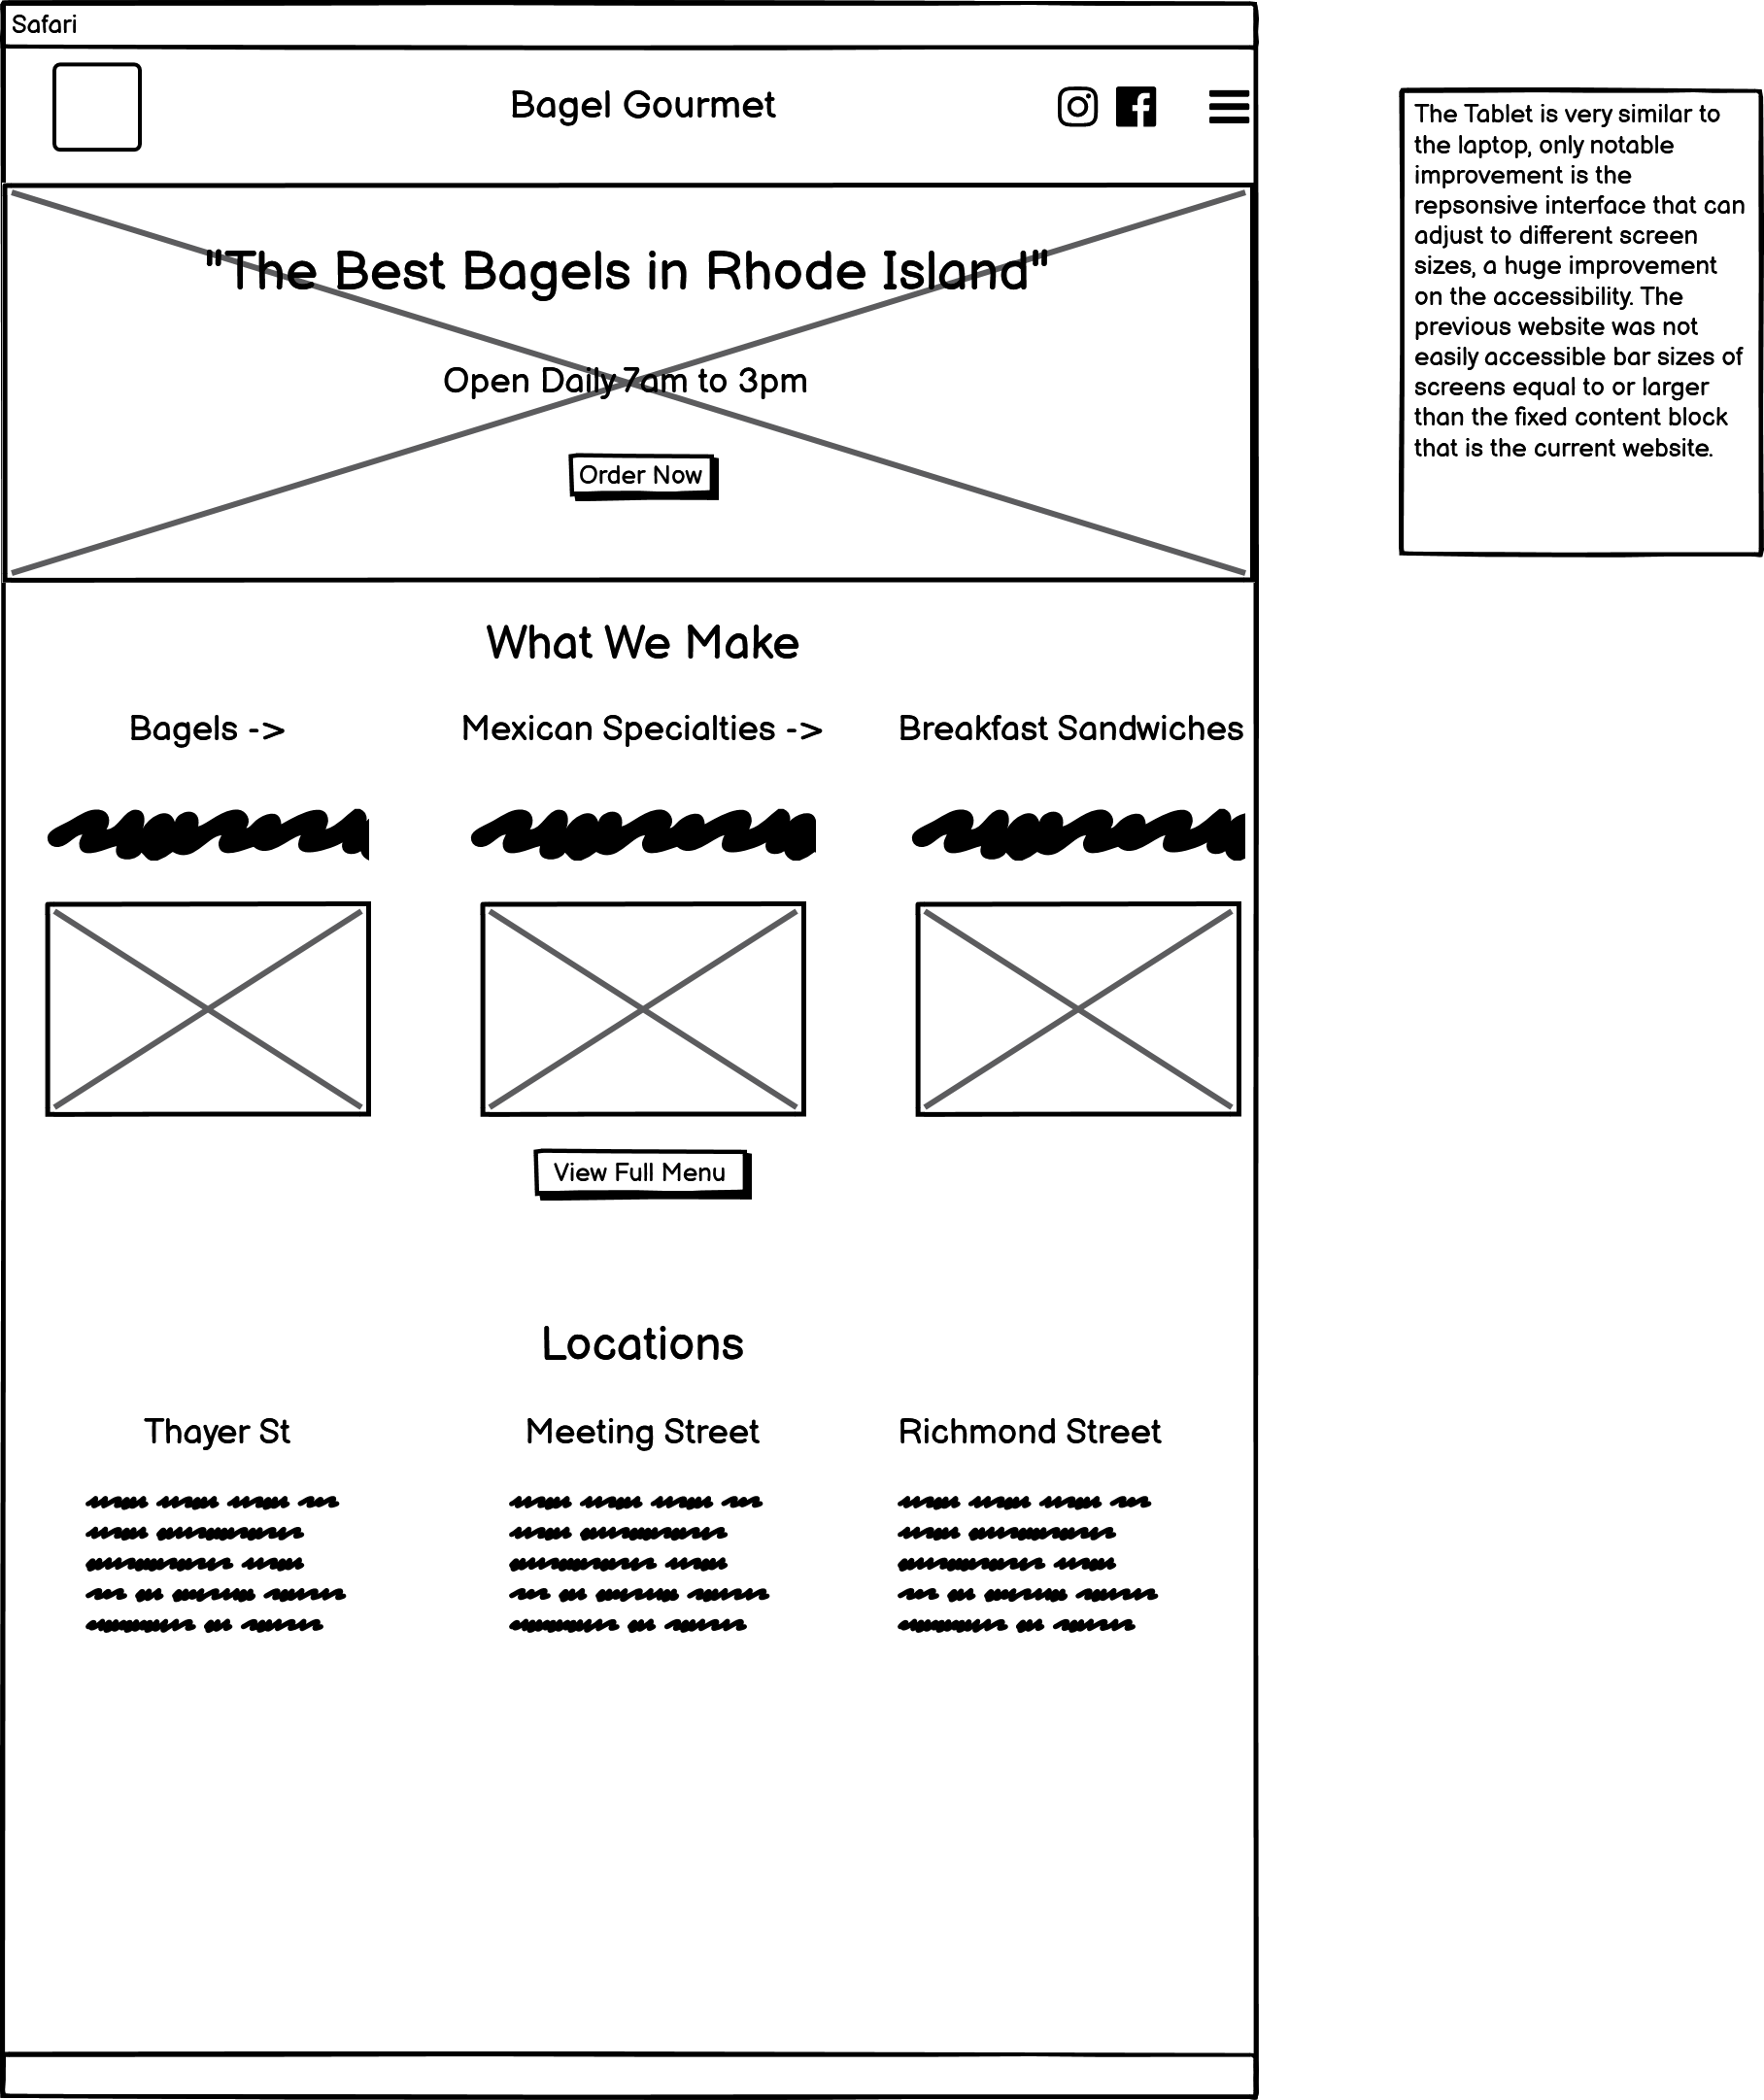 Safari
Bagel Gourmet
"The Best Bagels in Rhode Island"
Open Daily 7am to 3pm
Order Now
What We Make
Bagels ->
Mexican Specialties ->
Breakfast Sandwiches
View Full Menu
Locations
Thayer St
Meeting Street
Richmond Street
The Tablet is very similar to
the laptop, only notable
improvement is the
repsonsive interface that can
adjust to different screen
sizes, a huge improvement
on the accessibility. The
previous website was not
easily accessible bar sizes of
screens equal to or larger
than the fixed content block
that is the current website.